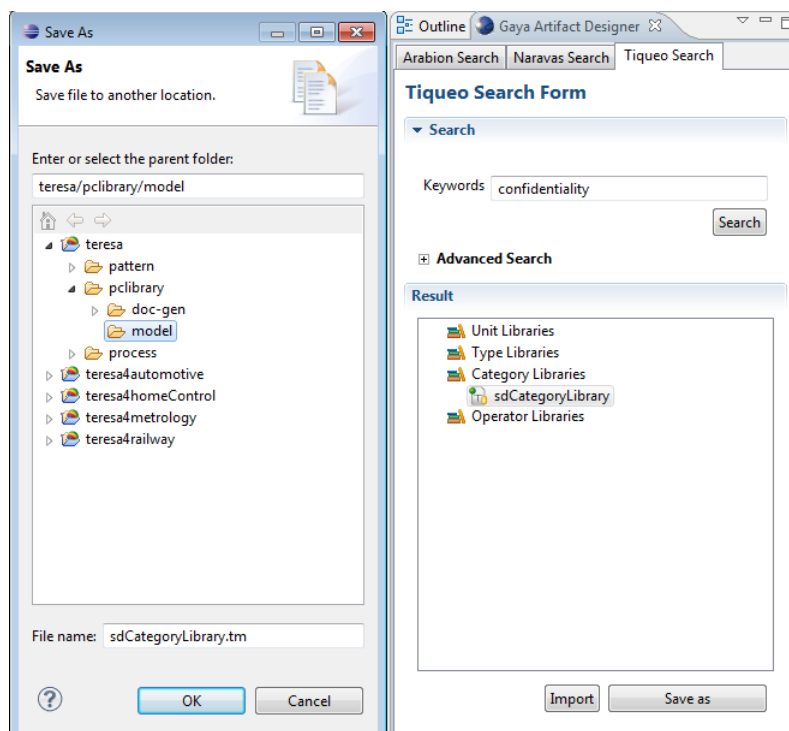 Save As
Save As
Save file to another location.
Enter or select the parent folder:
teresa/pclibrary/model
teresa
pattern
pclibrary
doc-gen
model
process
teresa4automotive
teresa4homeControl
teresa4metrology
teresa4railway
File name: sdCategoryLibrary.tm
OK Cancel
Outline Gaya Artifact Designer
Arabion Search Naravas Search Tiqueo Search
Tiqueo Search Form
Search
Keywords confidentiality
Search
Advanced Search
Result
Unit Libraries
Type Libraries
Category Libraries
sdCategoryLibrary
Operator Libraries
Import Save as